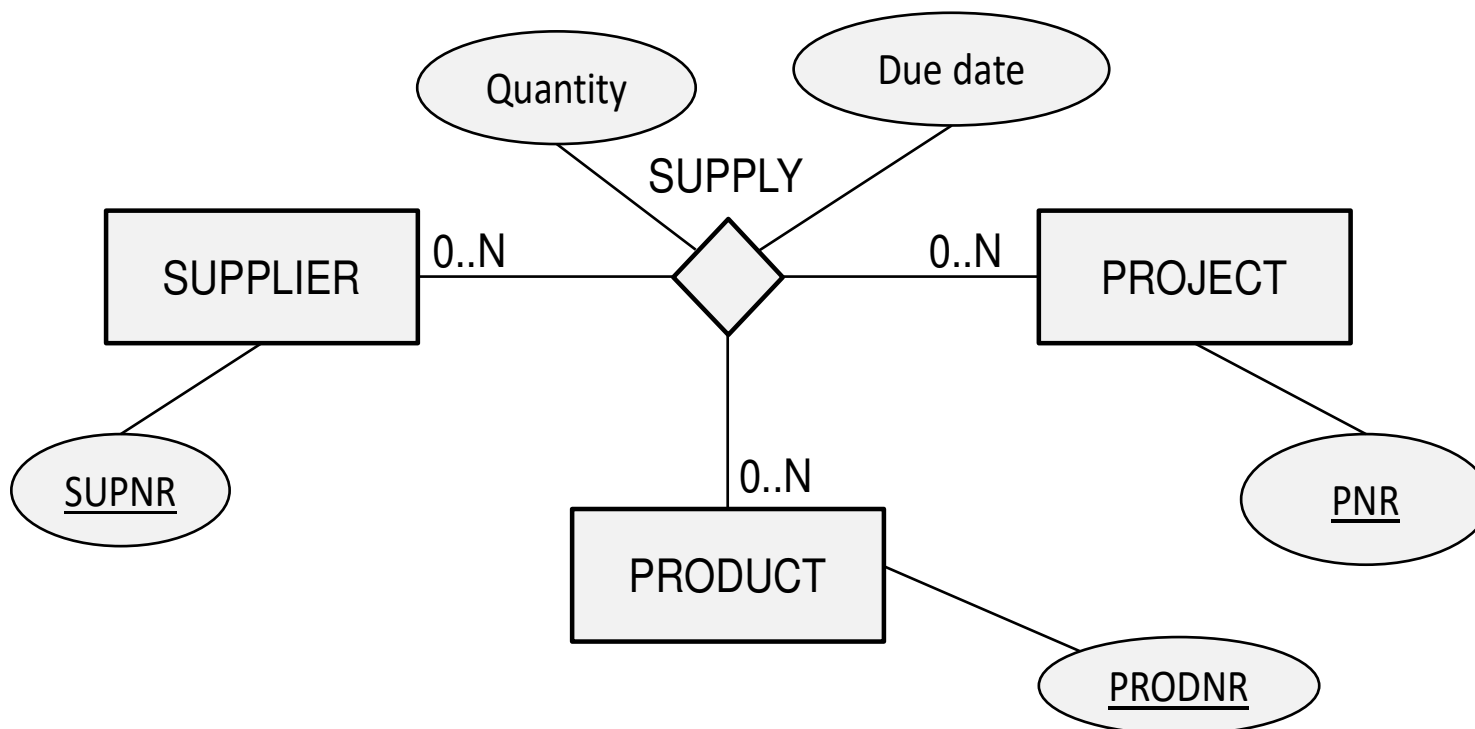 Quantity
Due date
SUPPLY
SUPPLIER
0..N
0..N
PROJECT
SUPNR
0..N
PNR
PRODUCT
PRODNR